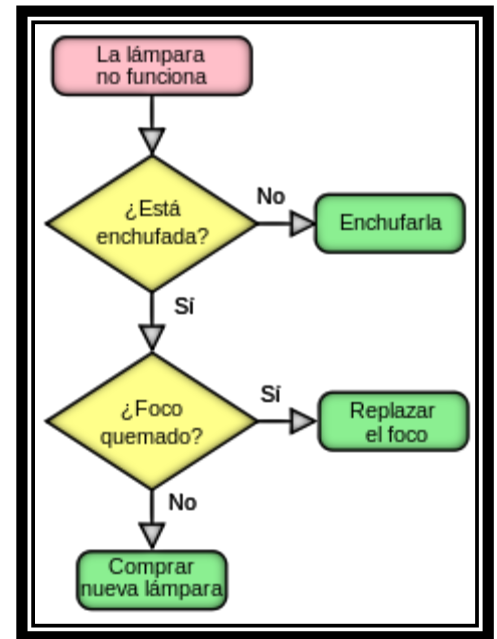 La lámpara
no funciona
¿Está
enchufada?
No
Enchufarla
Sí
¿Foco
quemado?
Sí
Replazar
el foco
No
Comprar
nueva lámpara